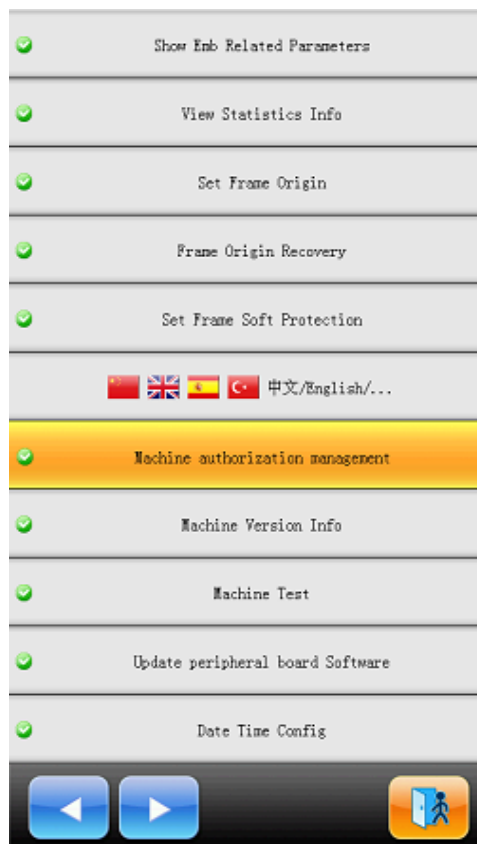 Show Emb Related Parameters
View Statistics Info
Set Frame Origin
Frame Origin Recovery
Set Frame Soft Protection
中文/English/...
Machine authorization management
Machine Version Info
Machine Test
Update peripheral board Software
Date Time Config